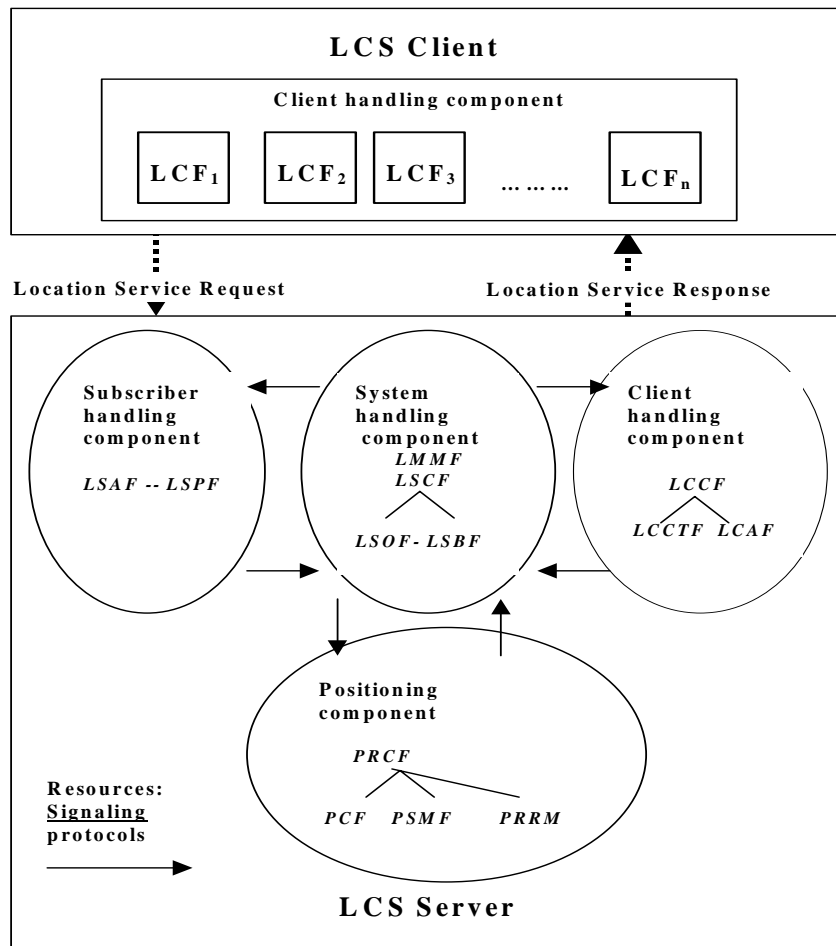 LCS Client
Client handling component
LCF1 LCF2 LCF3 ... ... ... LCFn
Location Service Request
Location Service Response
Subscriber
handling
component
LSAF -- LSPF
System
handling
component
LMMF
LSCF
LSOF - LSBF
Client
handling
component
LCCF
LCCTF LCAF
Positioning
component
PRCF
PCF PSMF PRRM
Resources:
Signaling
protocols
LCS Server